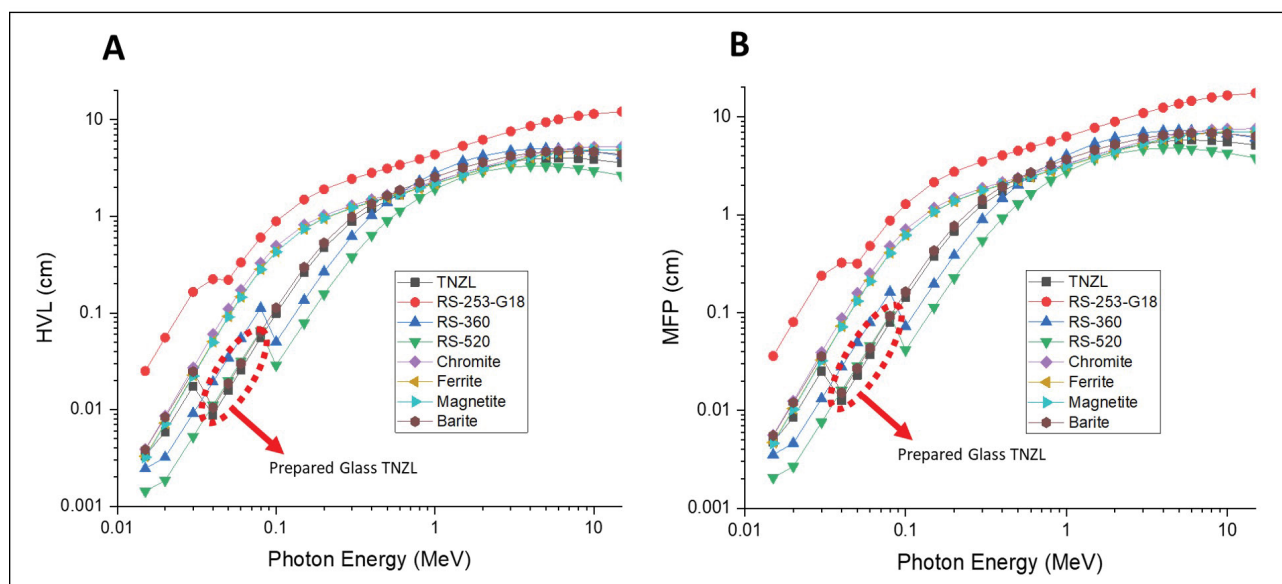 A
HVL (cm)
10
1
0.1
0.01
0.001
0.01
0.1
1
10
Photon Energy (MeV)
TNZL
RS-253-G18
RS-360
RS-520
Chromite
Ferrite
Magnetite
Barite
Prepared Glass TNZL
B
MFP (cm)
10
1
0.1
0.01
0.001
0.01
0.1
1
10
Photon Energy (MeV)
TNZL
RS-253-G18
RS-360
RS-520
Chromite
Ferrite
Magnetite
Barite
Prepared Glass TNZL